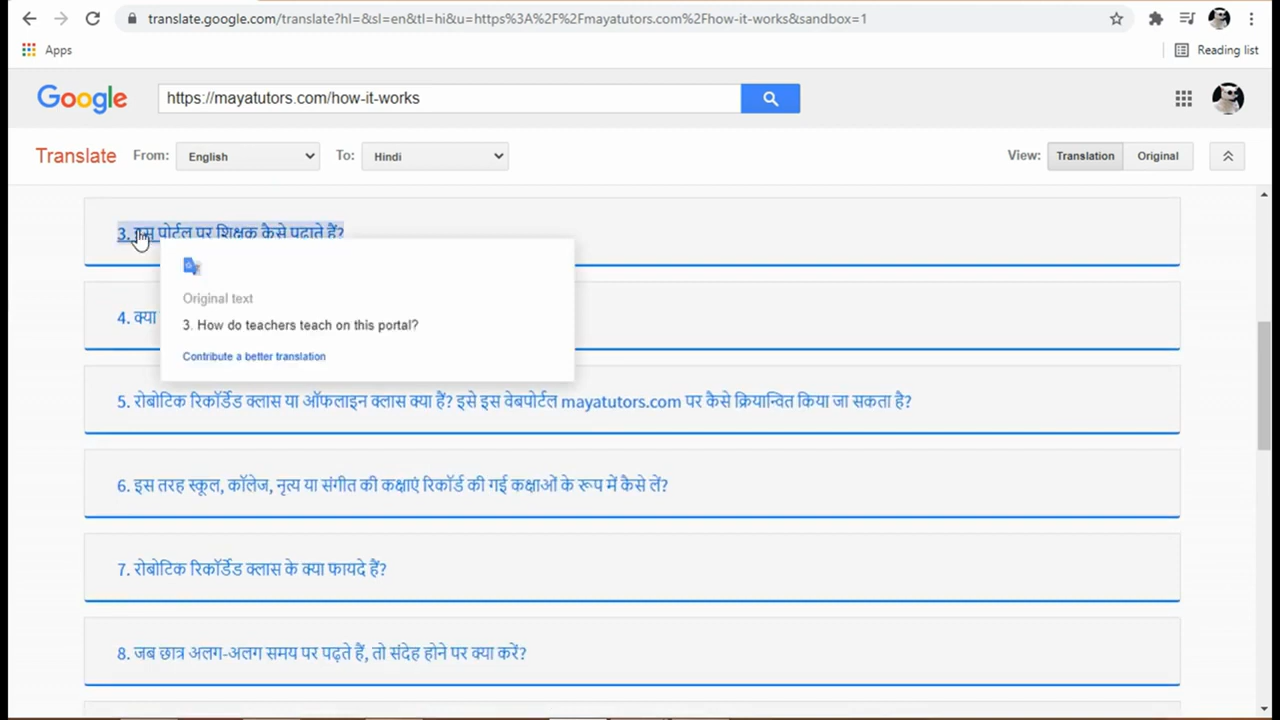 translate.google.com/translate?hl=&sl=en&tl=hi&u=https%3A%2F%2Fmayatutors.com%2Fhow-it-works&sandbox=1
Apps
Reading list
Google
https://mayatutors.com/how-it-works
Translate From: English To: Hindi View: Translation Original
3. इस पोर्टल पर शिक्षक कैसे पढ़ाते हैं?
Original text
3. How do teachers teach on this portal?
Contribute a better translation
4. क्या
5. रोबोटिक रिकॉर्डेड क्लास या ऑफलाइन क्लास क्या हैं? इसे इस वेबपोर्टल mayatutors.com पर कैसे क्रियान्वित किया जा सकता है?
6. इस तरह स्कूल, कॉलेज, नृत्य या संगीत की कक्षाएं रिकॉर्ड की गई कक्षाओं के रूप में कैसे लें?
7. रोबोटिक रिकॉर्डेड क्लास के क्या फायदे हैं?
8. जब छात्र अलग-अलग समय पर पढ़ते हैं, तो संदेह होने पर क्या करें?